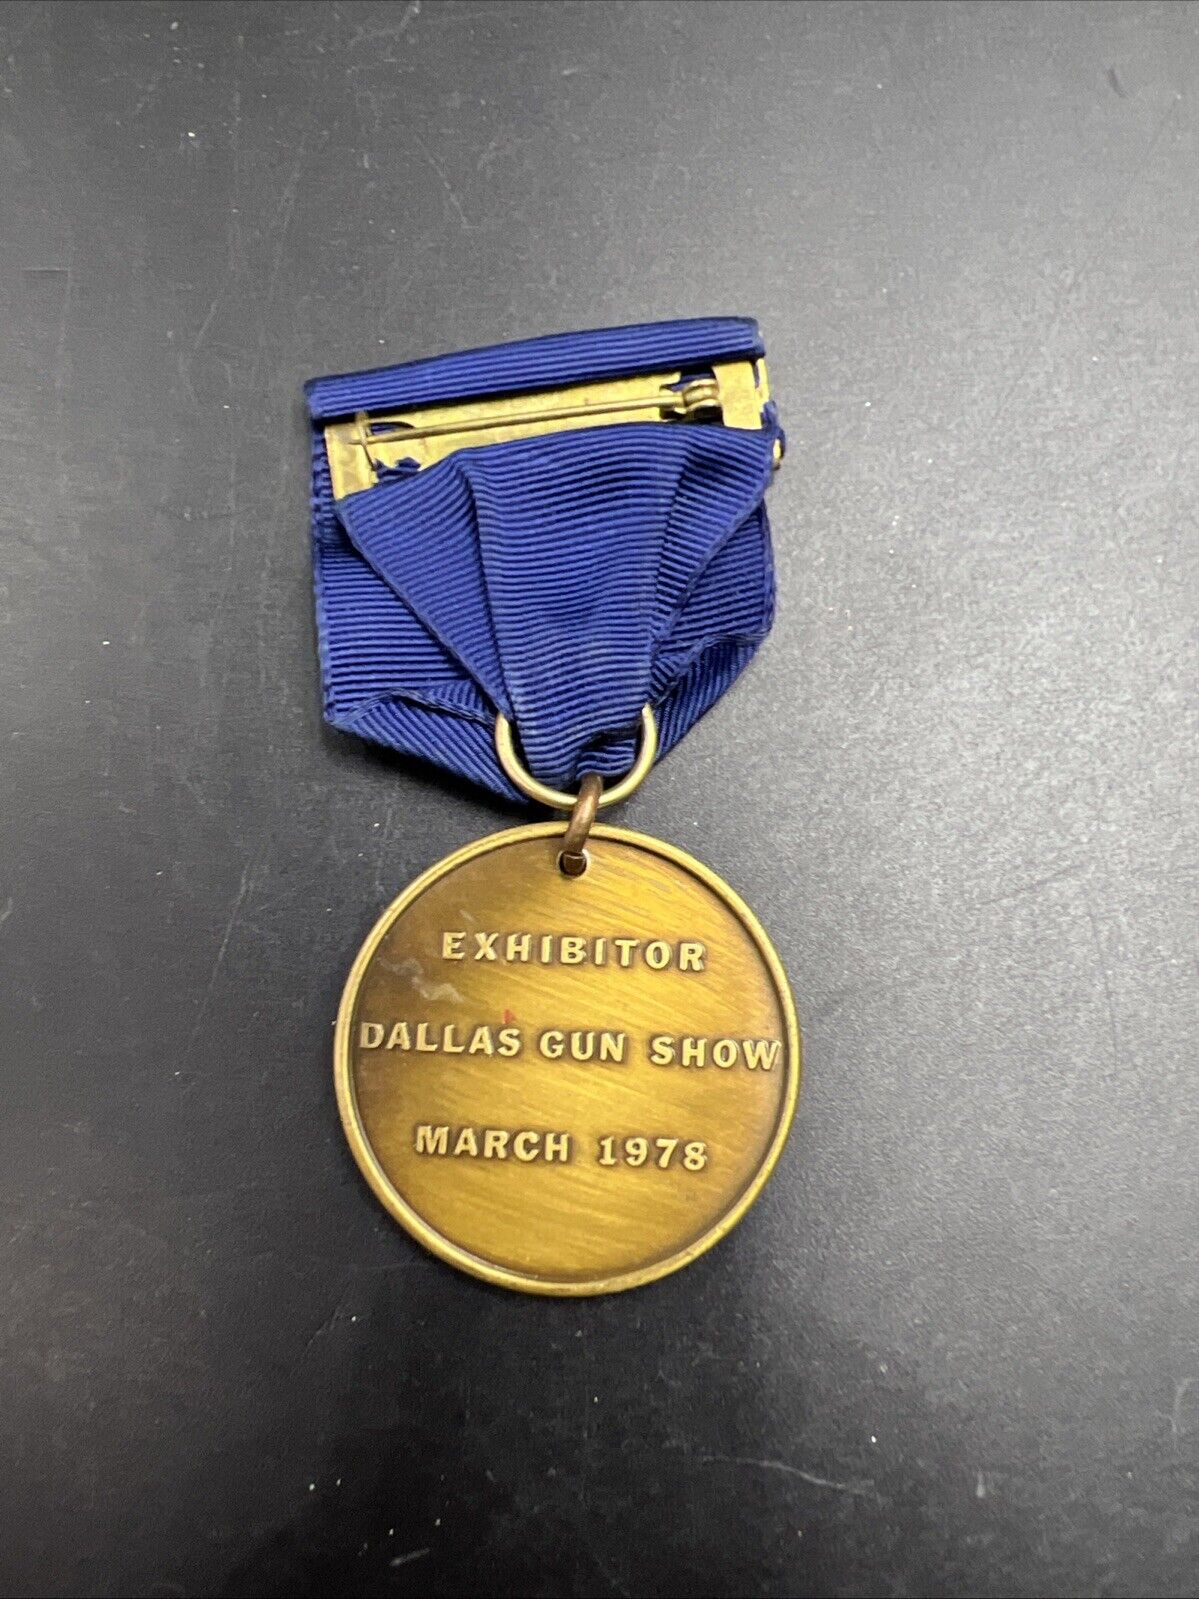 EXHIBITOR
DALLAS GUN SHOW
MARCH 1978